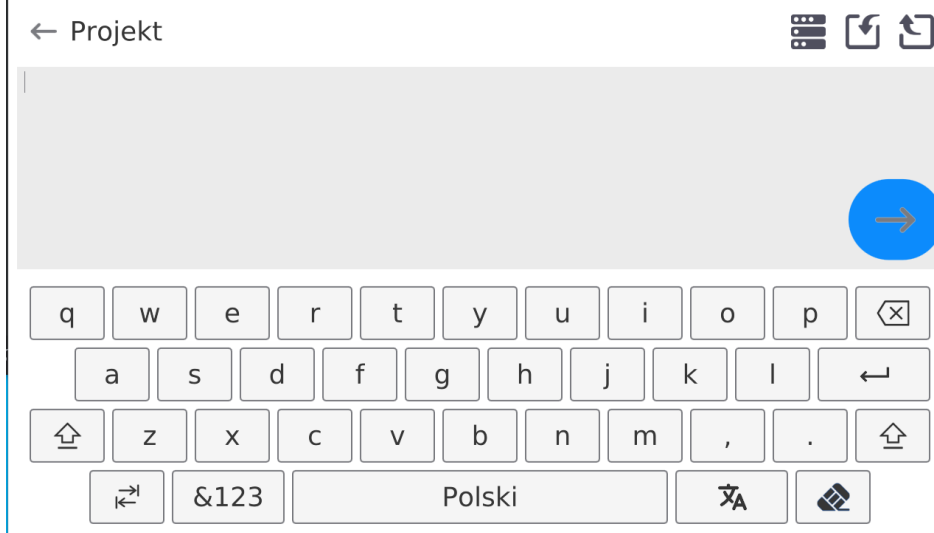 Projekt
q w e r t y u i o p
a s d f g h j k l
z x c v b n m , .
&123 Polski